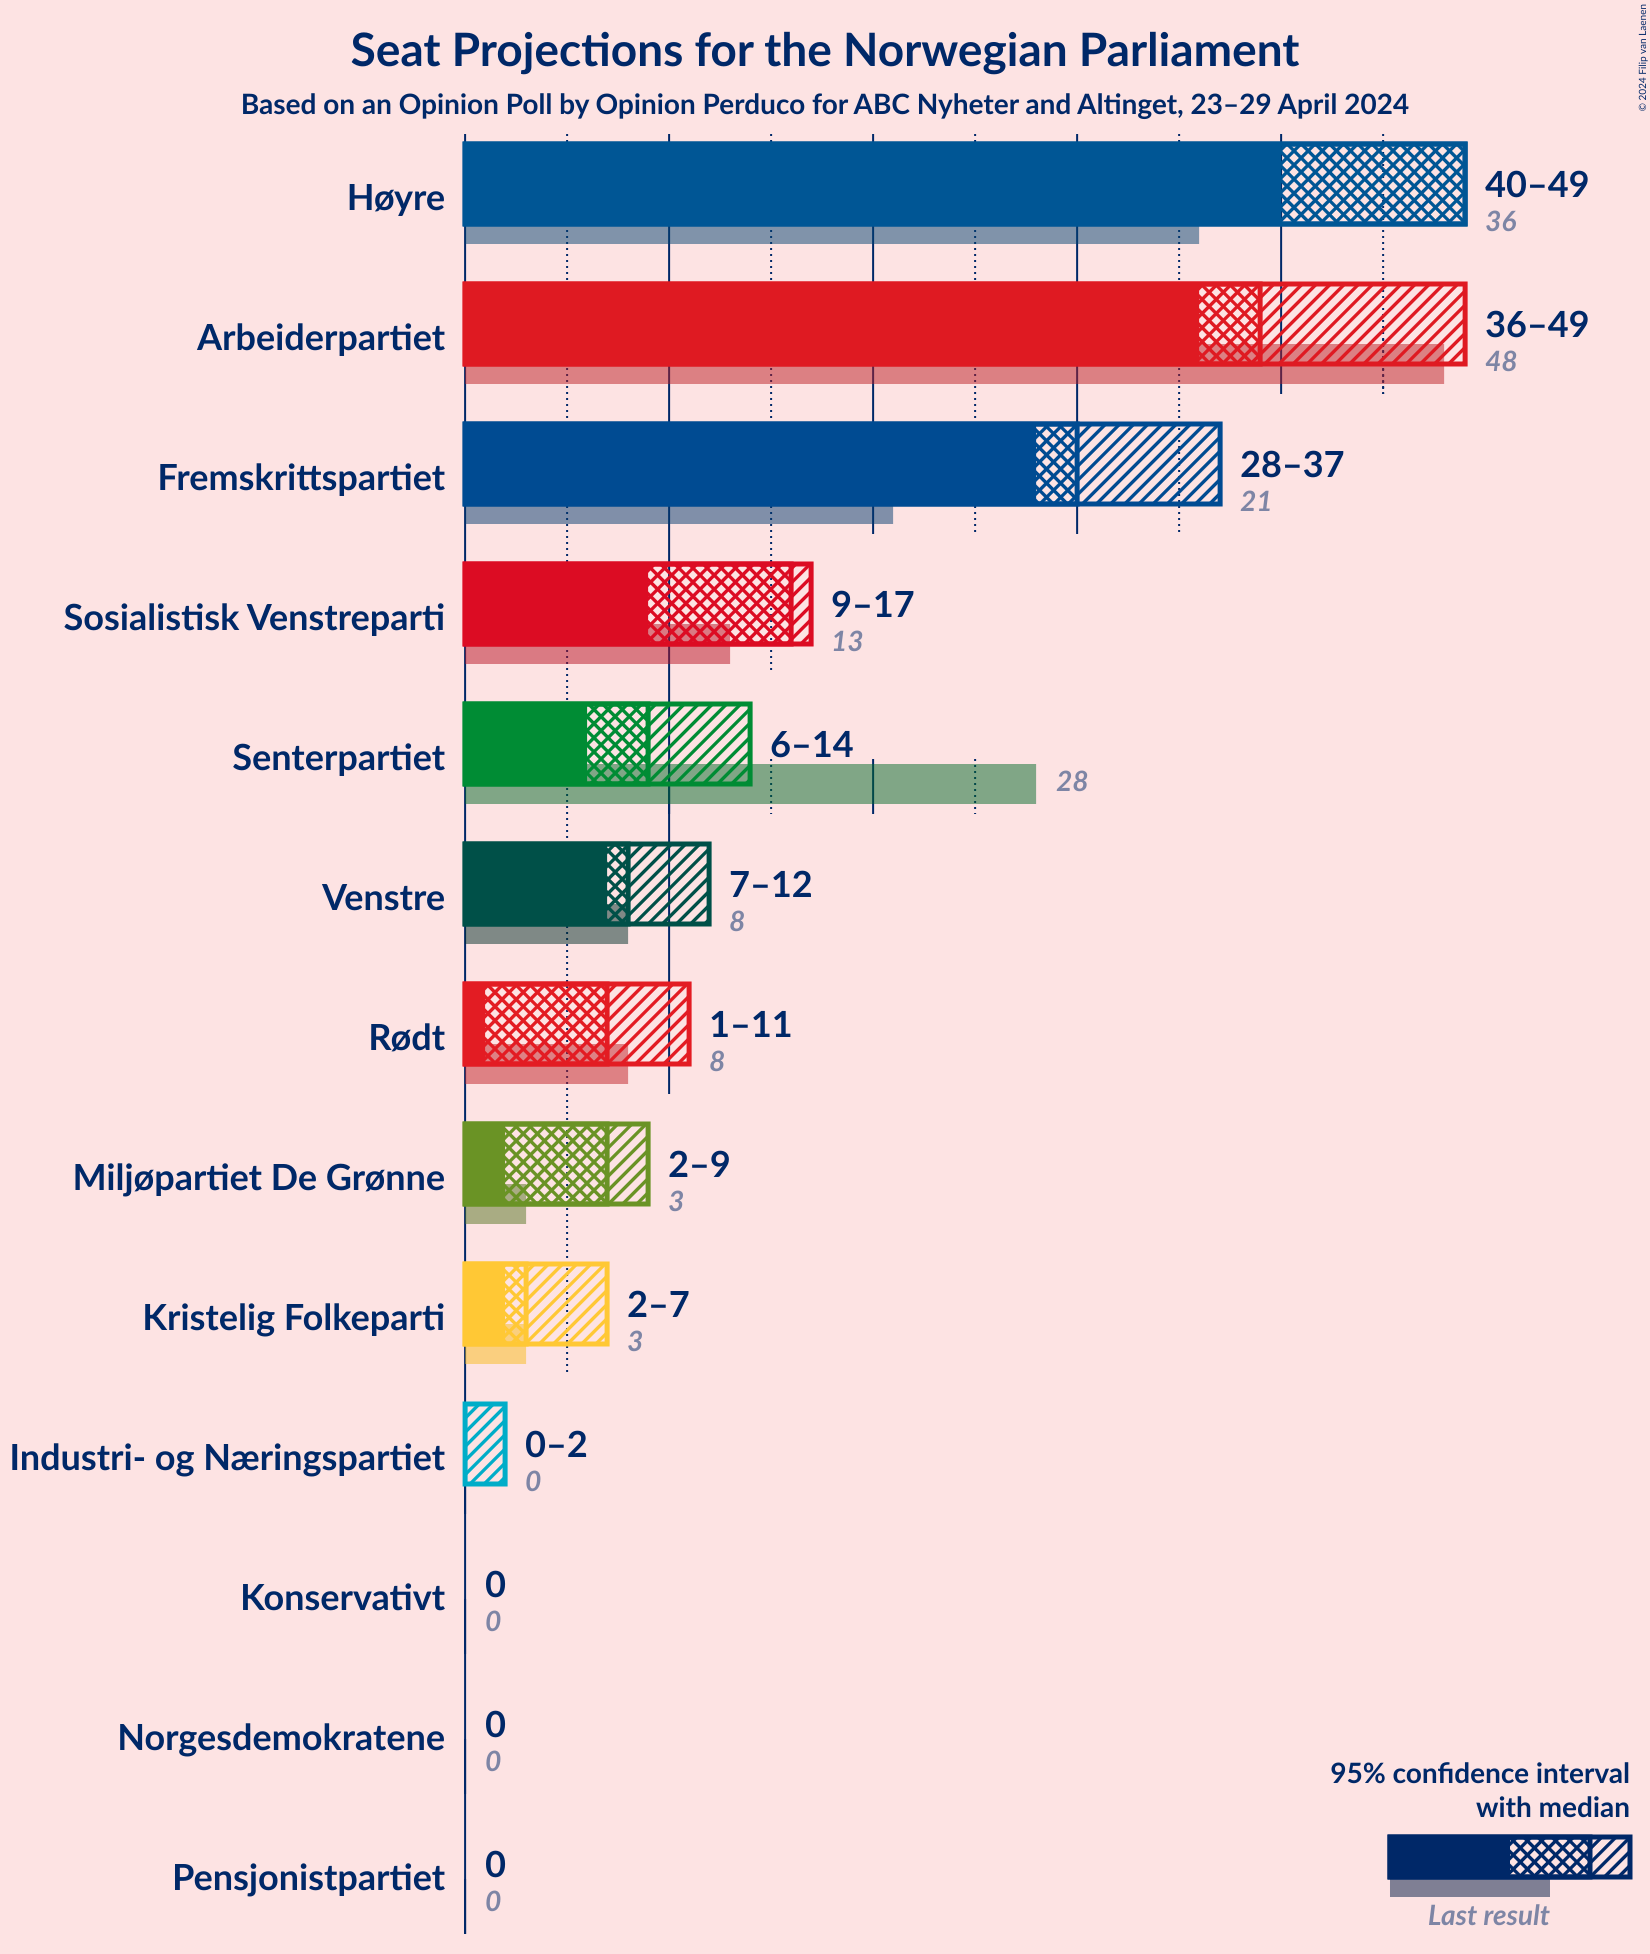 Seat Projections for the Norwegian Parliament
Based on an Opinion Poll by Opinion Perduco for ABC Nyheter and Altinget, 23–29 April 2024
© 2024 Filip van Laenen
Høyre
40–49
36
Arbeiderpartiet
36–49
48
Fremskrittspartiet
28–37
21
Sosialistisk Venstreparti
9–17
13
Senterpartiet
6–14
28
Venstre
7–12
8
Rødt
1–11
8
Miljøpartiet De Grønne
2–9
3
Kristelig Folkeparti
2–7
3
Industri- og Næringspartiet
0–2
0
Konservativt
0
0
Norgesdemokratene
0
0
Pensjonistpartiet
0
0
95% confidence interval
with median
Last result